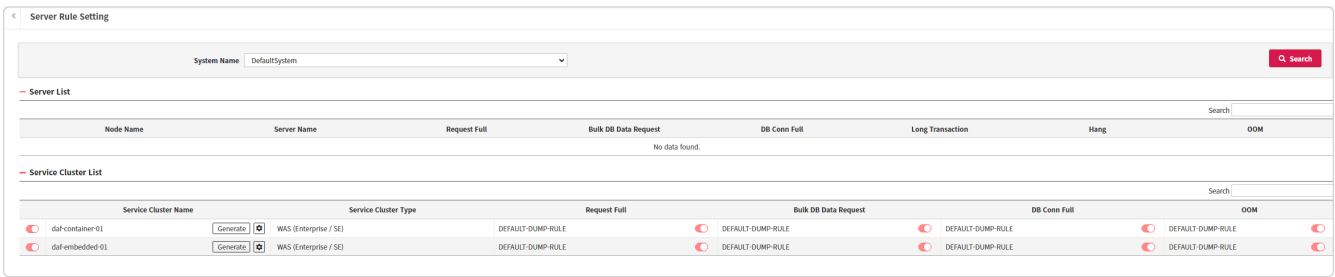 Server Rule Setting
System Name DefaultSystem Search
Server List
Search
Node Name Server Name Request Full Bulk DB Data Request DB Conn Full Long Transaction Hang OOM
No data found.
Service Cluster List
Search
Service Cluster Name Service Cluster Type Request Full Bulk DB Data Request DB Conn Full OOM
daf-container-01 Generate WAS (Enterprise / SE) DEFAULT-DUMP-RULE DEFAULT-DUMP-RULE DEFAULT-DUMP-RULE DEFAULT-DUMP-RULE
daf-embedded-01 Generate WAS (Enterprise / SE) DEFAULT-DUMP-RULE DEFAULT-DUMP-RULE DEFAULT-DUMP-RULE DEFAULT-DUMP-RULE